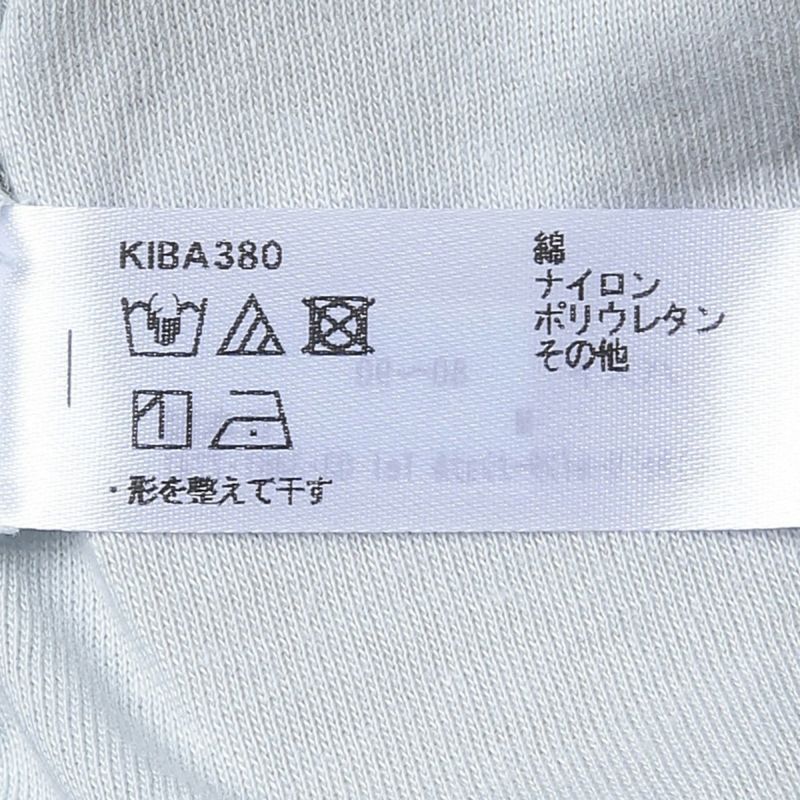 KIBA380
綿
ナイロン
ポリウレタン
その他
・形を整えて干す